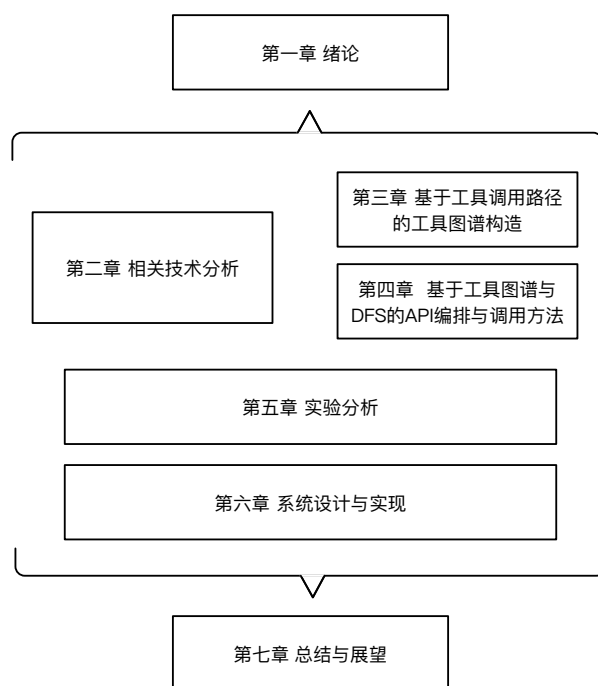 第一章 绪论
第二章 相关技术分析
第三章 基于工具调用路径
的工具图谱构造
第四章 基于工具图谱与
DFS的API编排与调用方法
第五章 实验分析
第六章 系统设计与实现
第七章 总结与展望